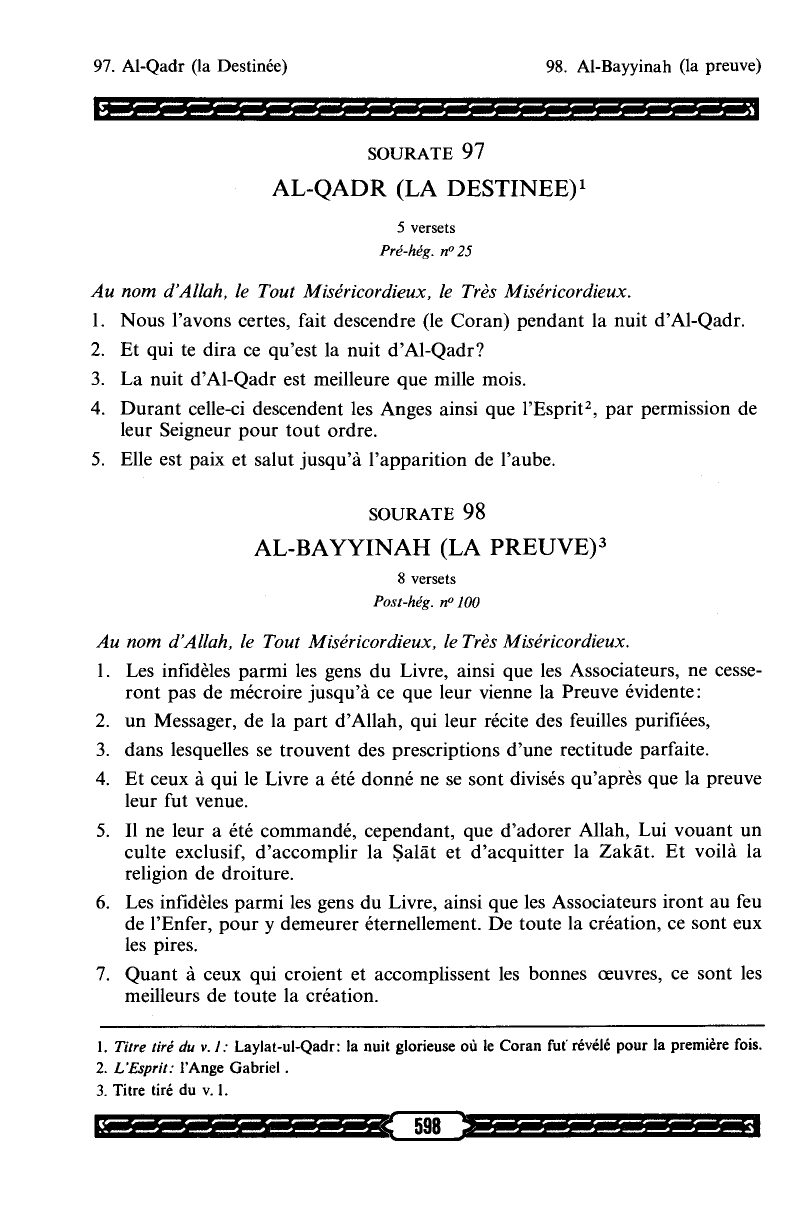 97. Al-Qadr (la Destinée) 98. Al-Bayyinah (la preuve)
SOURATE 97
AL-QADR (LA DESTINEE)¹
5 versets
Pré-hég. nº 25
Au nom d'Allah, le Tout Miséricordieux, le Très Miséricordieux.
1. Nous l'avons certes, fait descendre (le Coran) pendant la nuit d'Al-Qadr.
2. Et qui te dira ce qu'est la nuit d'Al-Qadr?
3. La nuit d'Al-Qadr est meilleure que mille mois.
4. Durant celle-ci descendent les Anges ainsi que l'Esprit², par permission de
leur Seigneur pour tout ordre.
5. Elle est paix et salut jusqu'à l'apparition de l'aube.
SOURATE 98
AL-BAYYINAH (LA PREUVE)³
8 versets
Post-hég. nº 100
Au nom d'Allah, le Tout Miséricordieux, le Très Miséricordieux.
1. Les infidèles parmi les gens du Livre, ainsi que les Associateurs, ne cesse-
ront pas de mécroire jusqu'à ce que leur vienne la Preuve évidente:
2. un Messager, de la part d'Allah, qui leur récite des feuilles purifiées,
3. dans lesquelles se trouvent des prescriptions d'une rectitude parfaite.
4. Et ceux à qui le Livre a été donné ne se sont divisés qu'après que la preuve
leur fut venue.
5. Il ne leur a été commandé, cependant, que d'adorer Allah, Lui vouant un
culte exclusif, d'accomplir la Ṣalāt et d'acquitter la Zakāt. Et voilà la
religion de droiture.
6. Les infidèles parmi les gens du Livre, ainsi que les Associateurs iront au feu
de l'Enfer, pour y demeurer éternellement. De toute la création, ce sont eux
les pires.
7. Quant à ceux qui croient et accomplissent les bonnes œuvres, ce sont les
meilleurs de toute la création.
1. Titre tiré du v. 1: Laylat-ul-Qadr: la nuit glorieuse où le Coran fut révélé pour la première fois.
2. L'Esprit: l'Ange Gabriel.
3. Titre tiré du v. 1.
598